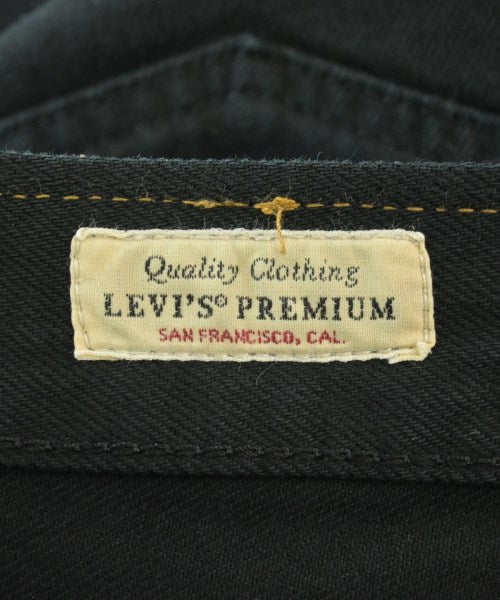 Quality Clothing
LEVI'S® PREMIUM
SAN FRANCISCO, CAL.